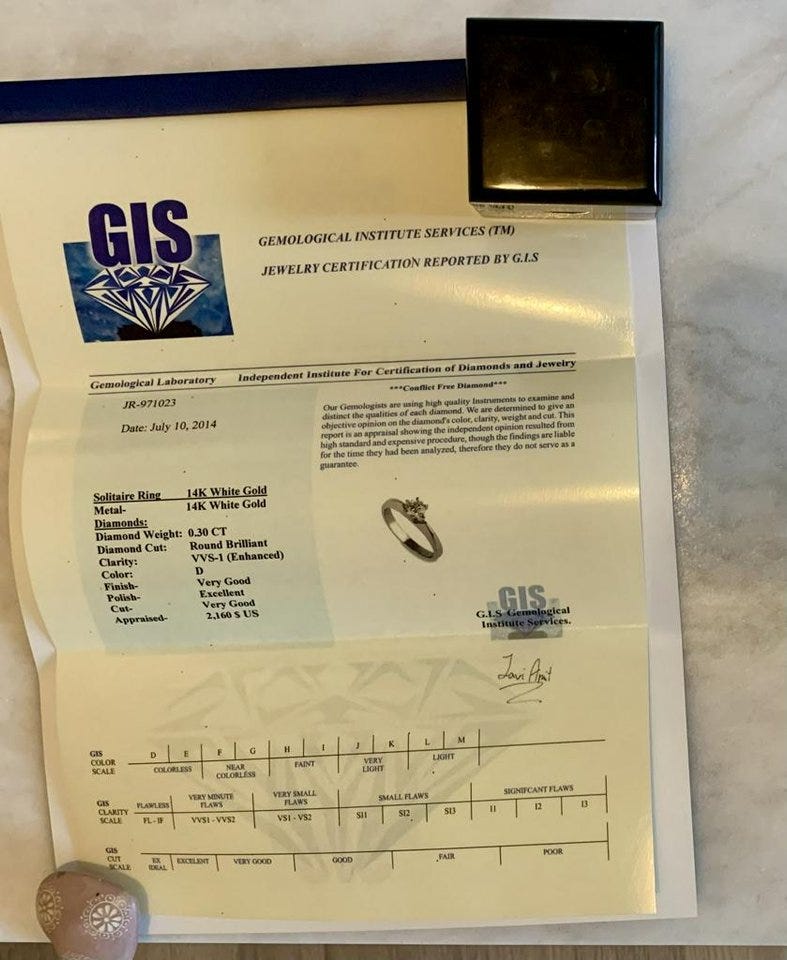 GIS
GEMOLOGICAL INSTITUTE SERVICES (TM)
JEWELRY CERTIFICATION REPORTED BY G.I.S
Gemological Laboratory Independent Institute For Certification of Diamonds and Jewelry
JR-971023
Date: July 10, 2014
***Conflict Free Diamond***
Our Gemologists are using high quality Instruments to examine and
distinct the qualities of each diamond. We are determined to give an
objective opinion on the diamond's color, clarity, weight and cut. This
report is an appraisal showing the independent opinion resulted from
high standard and expensive procedure, though the findings are liable
for the time they had been analyzed, therefore they do not serve as a
guarantee.
Solitaire Ring 14K White Gold
Metal- 14K White Gold
Diamonds:
Diamond Weight: 0.30 CT
Diamond Cut: Round Brilliant
Clarity: VVS-1 (Enhanced)
Color: D
Finish- Very Good
Polish- Excellent
Cut- Very Good
Appraised- 2,160 $ US
GIS
G.I.S Gemological
Institute Services.
GIS
COLOR
SCALE
D E F G H I J K L M
COLORLESS NEAR COLORLESS FAINT VERY LIGHT LIGHT
GIS
CLARITY
SCALE
FLAWLESS VERY MINUTE FLAWS VERY SMALL FLAWS SMALL FLAWS SIGNIFCANT FLAWS
FL - IF VVS1 - VVS2 VS1 - VS2 SI1 SI2 SI3 I1 I2 I3
GIS
CUT
SCALE
EX IDEAL EXCELENT VERY GOOD GOOD FAIR POOR